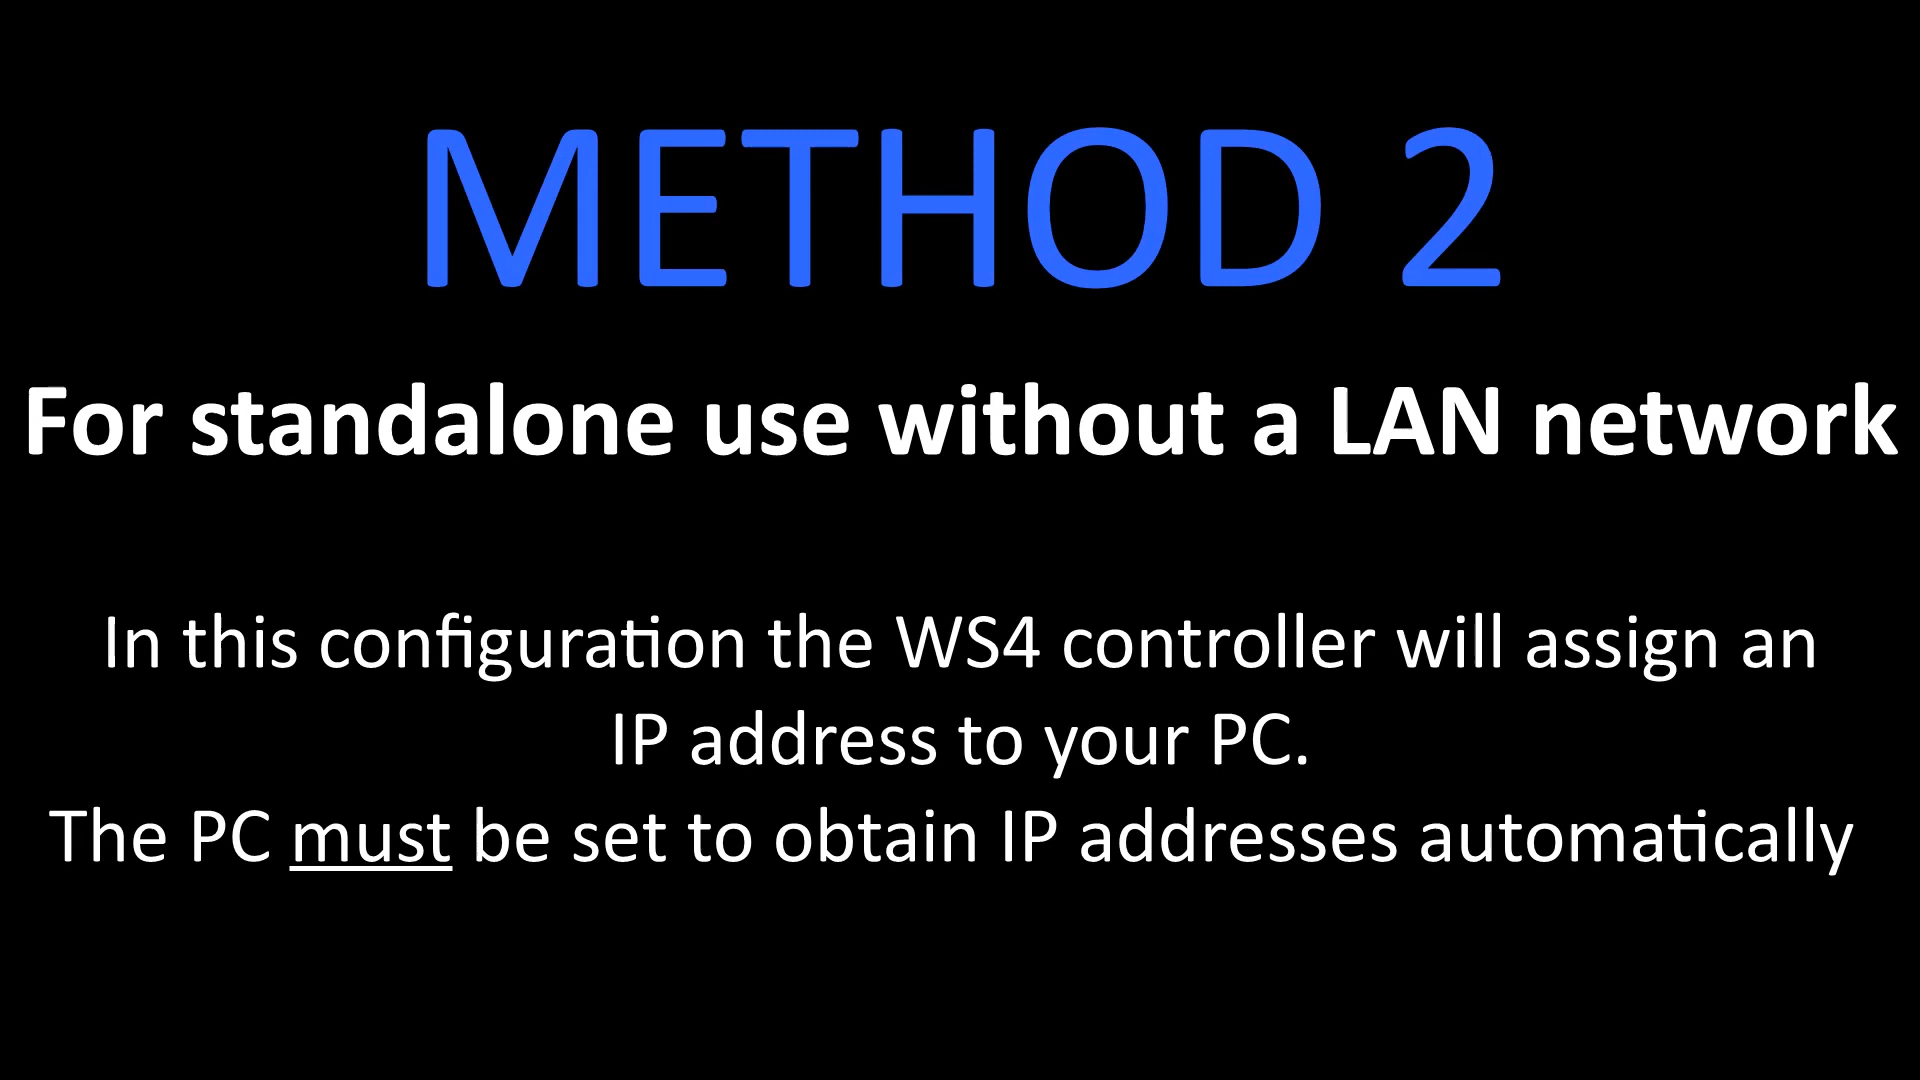 METHOD 2
For standalone use without a LAN network
In this configuration the WS4 controller will assign an
IP address to your PC.
The PC must be set to obtain IP addresses automatically